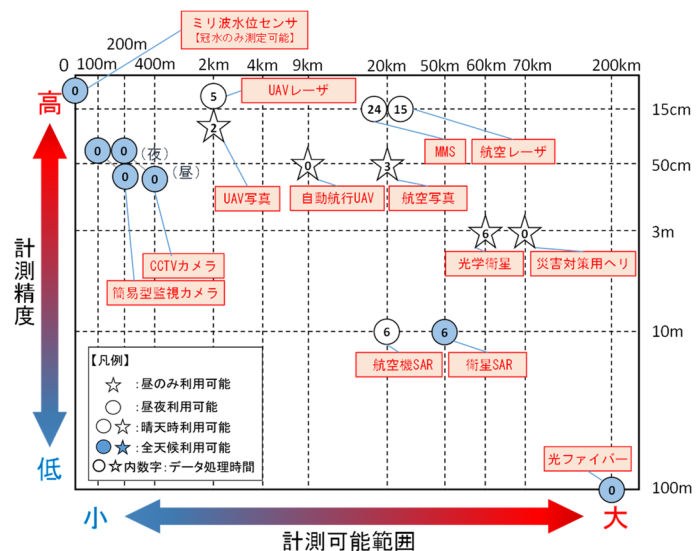 ミリ波水位センサ
【冠水のみ測定可能】
200m
0 100m 400m 2km 4km 9km 20km 50km 60km 70km 200km
高
0
5
UAVレーザ
24
15
15cm
2
MMS
航空レーザ
0
0
(夜)
50cm
0
0
(昼)
0
3
UAV写真
自動航行UAV
航空写真
3m
6
0
CCTVカメラ
光学衛星
災害対策用ヘリ
簡易型監視カメラ
計測精度
10m
6
6
航空機SAR
衛星SAR
【凡例】
:昼のみ利用可能
:昼夜利用可能
:晴天時利用可能
:全天候利用可能
内数字:データ処理時間
光ファイバー
低
0
100m
小
大
計測可能範囲